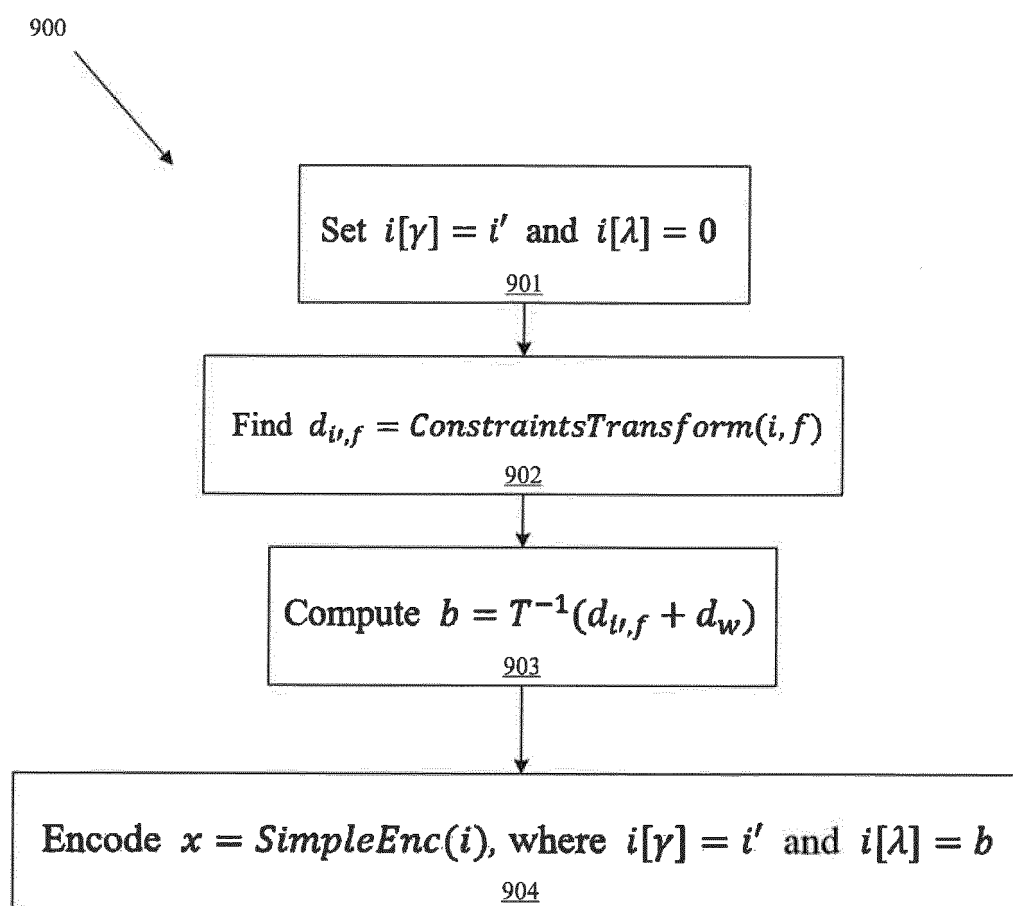 900
Set i[γ] = i′ and i[λ] = 0
901
Find d_{i′,f} = ConstraintsTransform(i, f)
902
Compute b = T⁻¹(d_{i′,f} + d_w)
903
Encode x = SimpleEnc(i), where i[γ] = i′ and i[λ] = b
904